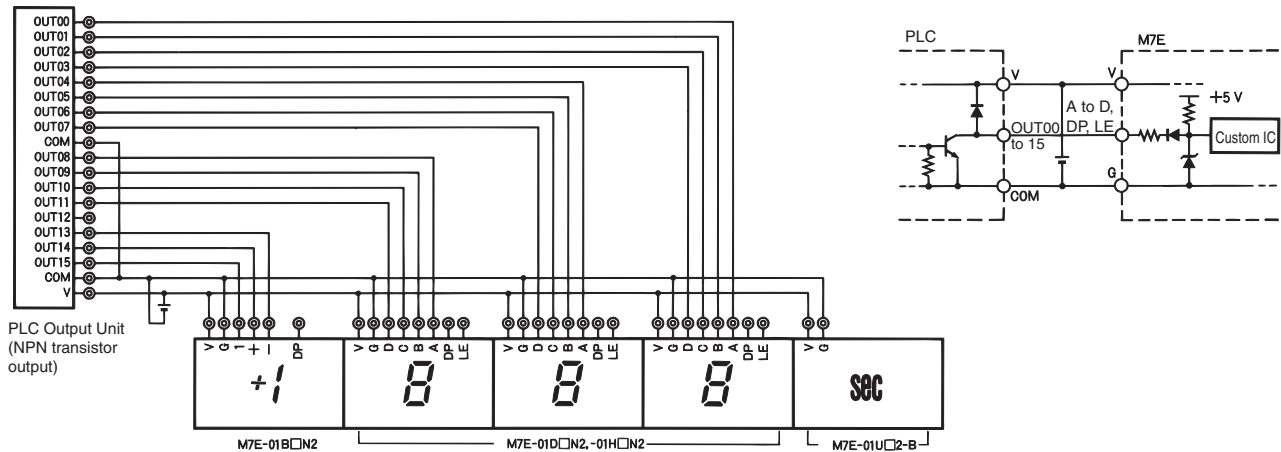 OUT00
OUT01
OUT02
OUT03
OUT04
OUT05
OUT06
OUT07
COM
OUT08
OUT09
OUT10
OUT11
OUT12
OUT13
OUT14
OUT15
COM
V
PLC Output Unit
(NPN transistor
output)
V G 1 + - DP
V G D C B A DP LE
V G D C B A DP LE
V G D C B A DP LE
V G
+1
8
8
8
sec
M7E-01B□N2
M7E-01D□N2,-01H□N2
M7E-01U□2-B
PLC
M7E
V
V
+5 V
A to D,
DP, LE
OUT00
to 15
Custom IC
G
COM